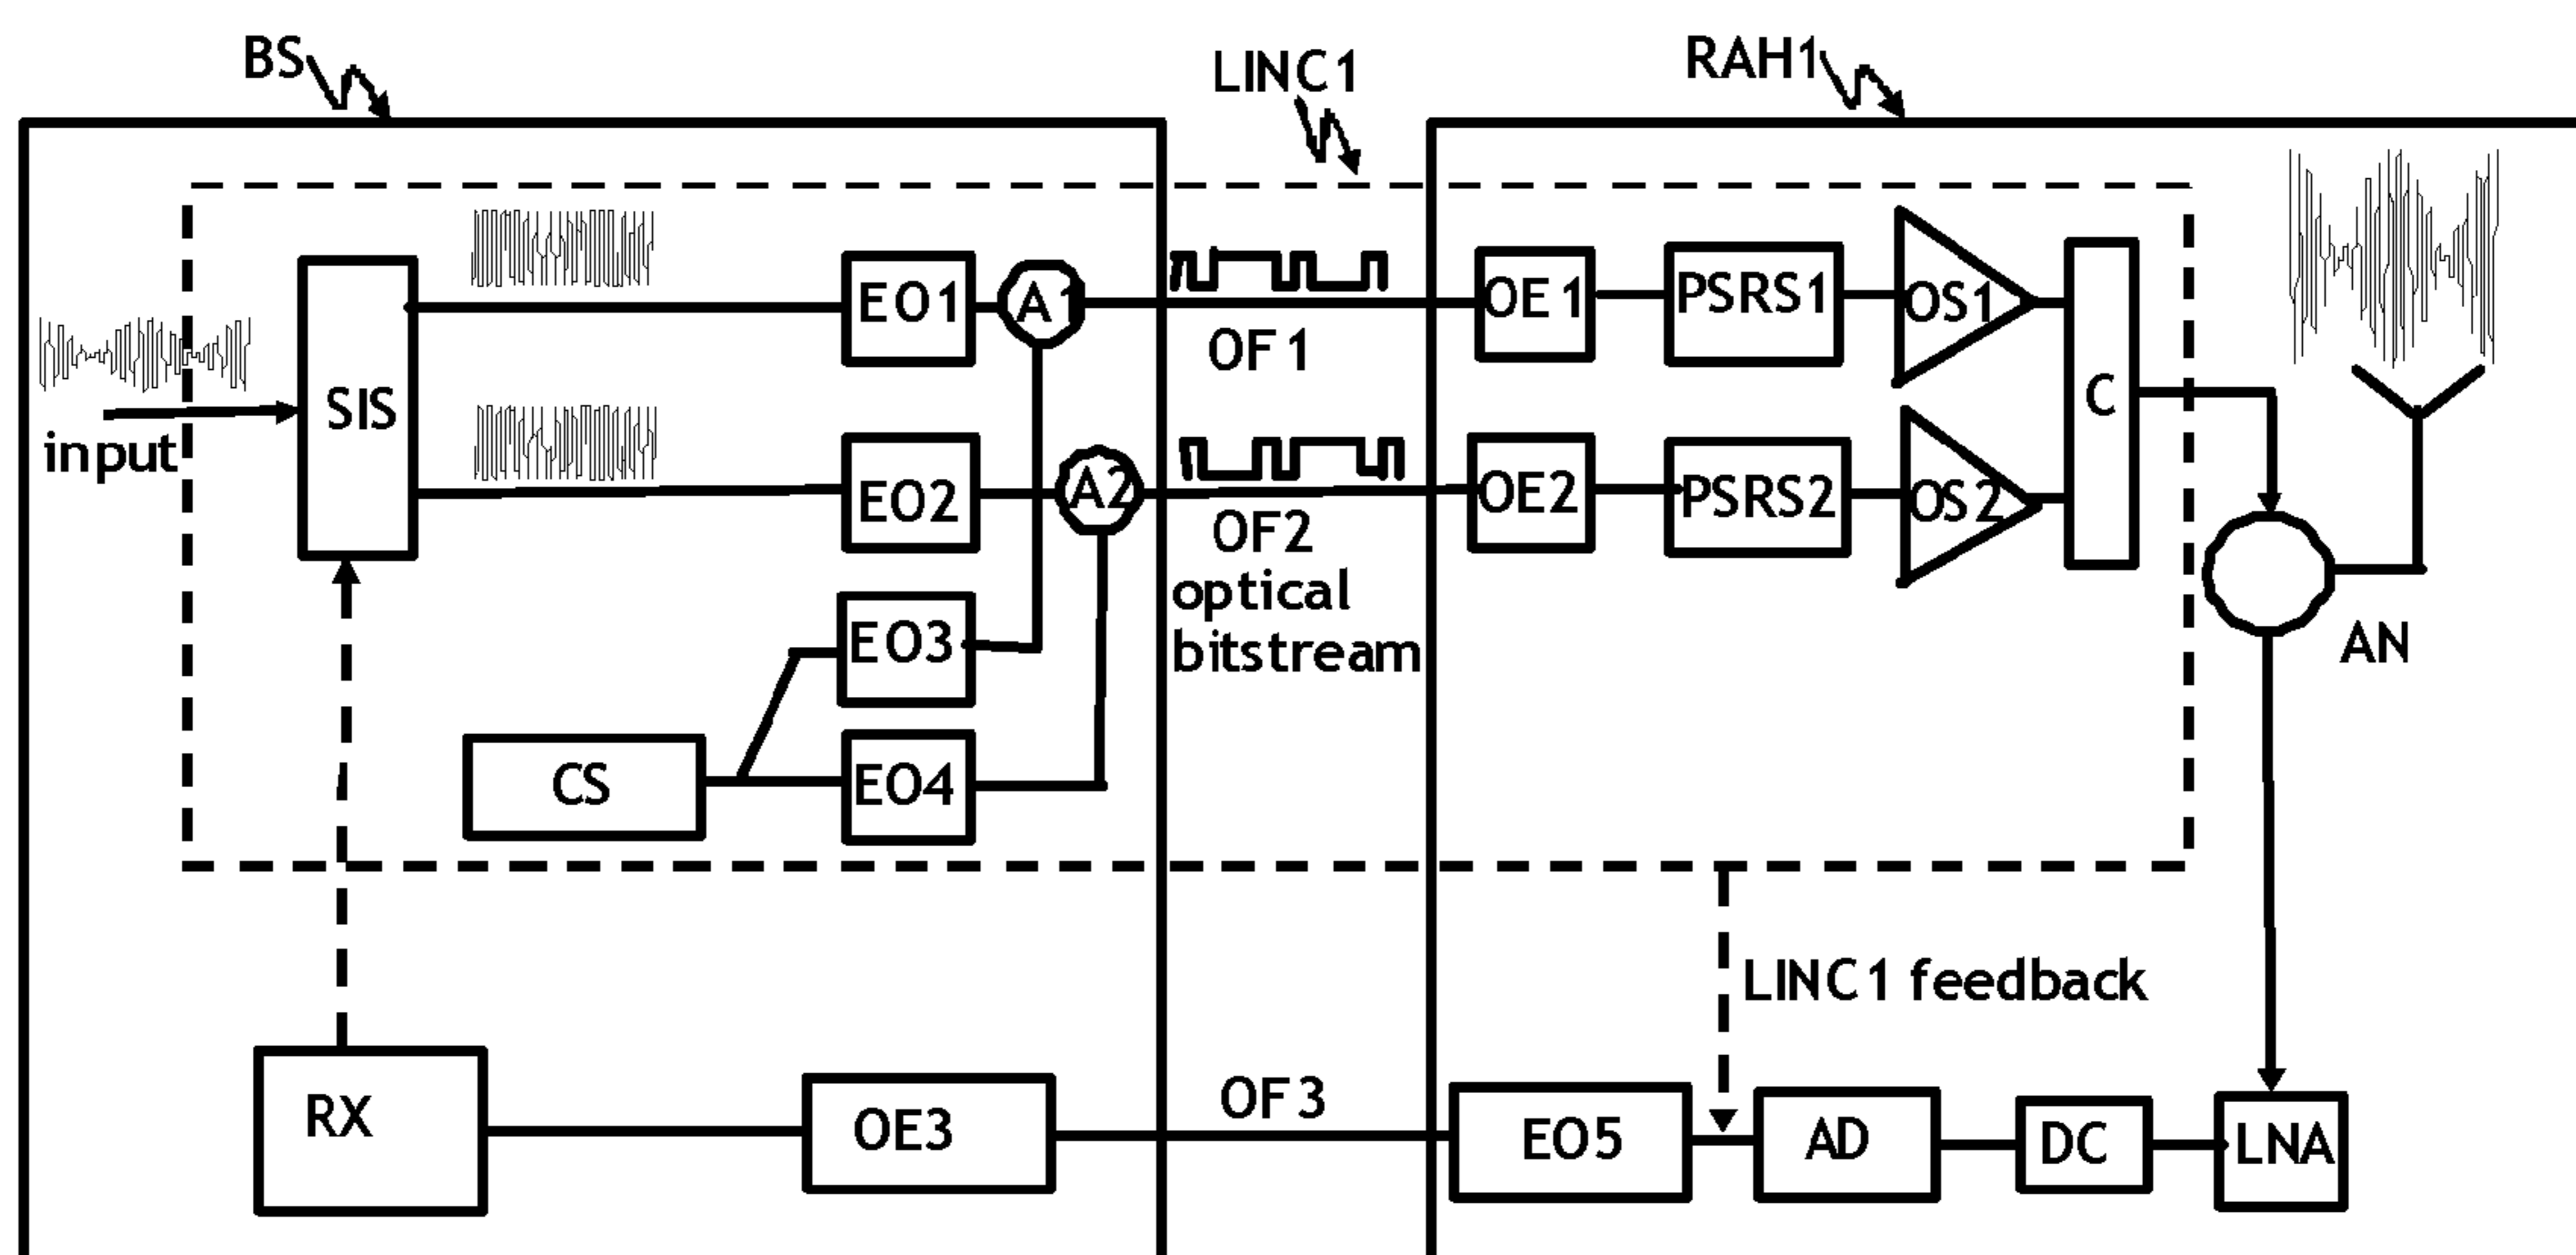 BS
LINC1
RAH1
input
SIS
EO1
A1
OF1
OE1
PSRS1
OS1
C
EO2
A2
OF2
optical
bitstream
OE2
PSRS2
OS2
EO3
CS
EO4
AN
LINC1 feedback
RX
OE3
OF3
EO5
AD
DC
LNA